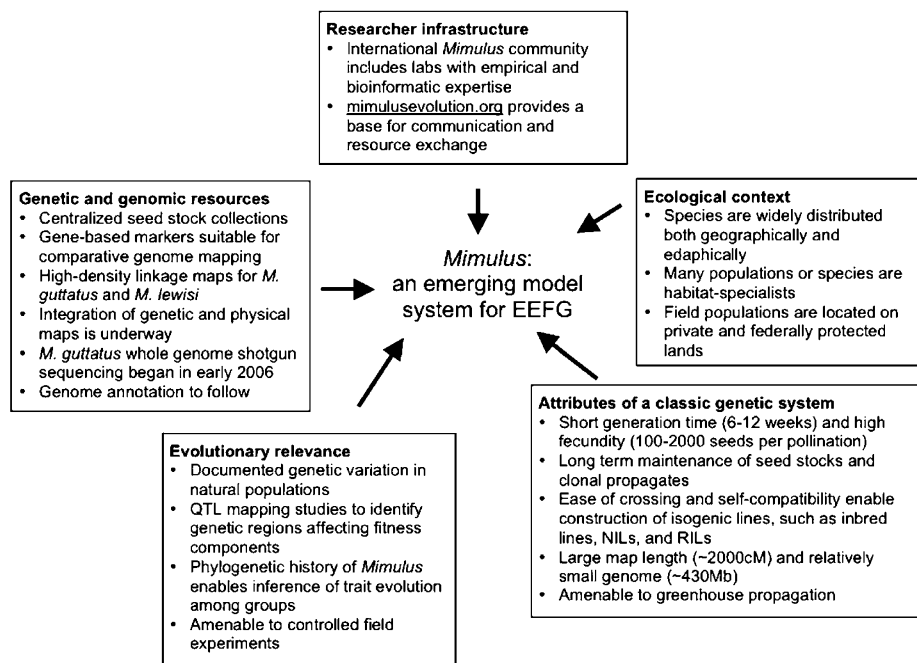 Researcher infrastructure
• International Mimulus community
includes labs with empirical and
bioinformatic expertise
• mimulusevolution.org provides a
base for communication and
resource exchange
Genetic and genomic resources
• Centralized seed stock collections
• Gene-based markers suitable for
comparative genome mapping
• High-density linkage maps for M.
guttatus and M. lewisi
• Integration of genetic and physical
maps is underway
• M. guttatus whole genome shotgun
sequencing began in early 2006
• Genome annotation to follow
Mimulus:
an emerging model
system for EEFG
Ecological context
• Species are widely distributed
both geographically and
edaphically
• Many populations or species are
habitat-specialists
• Field populations are located on
private and federally protected
lands
Evolutionary relevance
• Documented genetic variation in
natural populations
• QTL mapping studies to identify
genetic regions affecting fitness
components
• Phylogenetic history of Mimulus
enables inference of trait evolution
among groups
• Amenable to controlled field
experiments
Attributes of a classic genetic system
• Short generation time (6-12 weeks) and high
fecundity (100-2000 seeds per pollination)
• Long term maintenance of seed stocks and
clonal propagates
• Ease of crossing and self-compatibility enable
construction of isogenic lines, such as inbred
lines, NILs, and RILs
• Large map length (~2000cM) and relatively
small genome (~430Mb)
• Amenable to greenhouse propagation